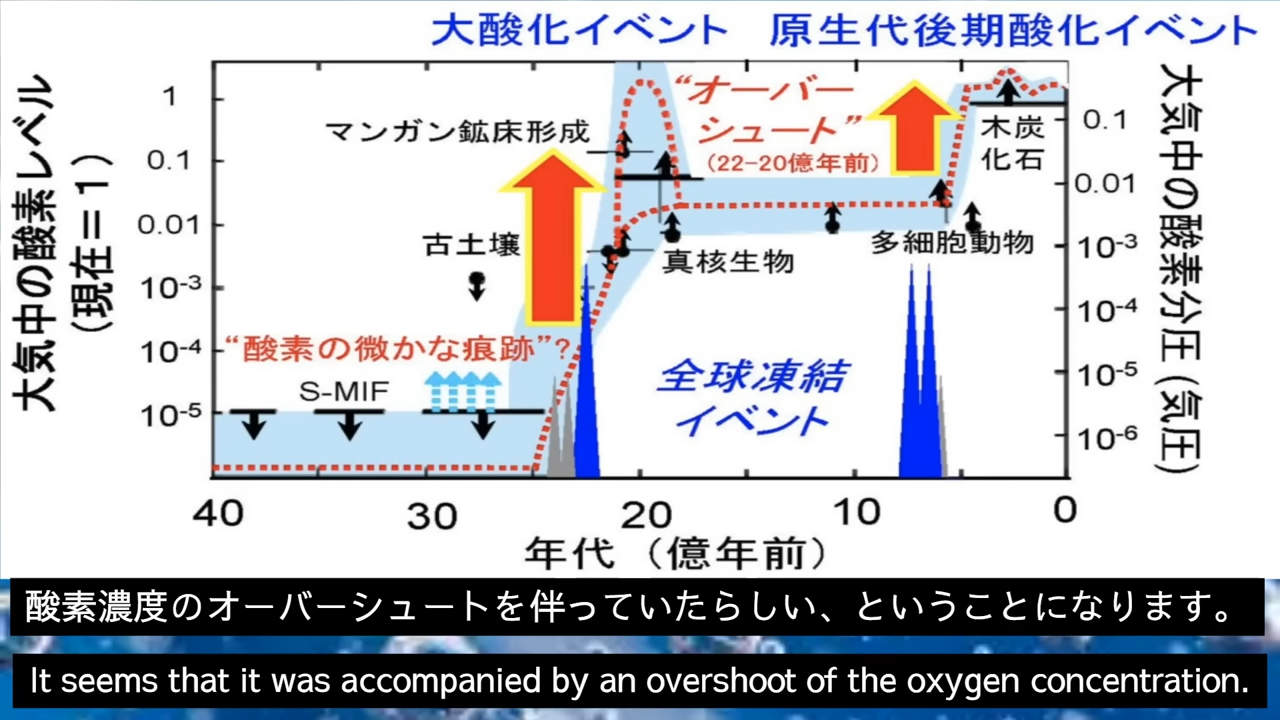 大酸化イベント 原生代後期酸化イベント
大気中の酸素レベル
（現在＝１）
1
0.1
0.01
10-3
10-4
10-5
マンガン鉱床形成
“オーバー
シュート”
（22−20億年前）
木炭
化石
古土壌
真核生物
多細胞動物
“酸素の微かな痕跡”?
S-MIF
全球凍結
イベント
0.1
0.01
10-3
10-4
10-5
10-6
大気中の酸素分圧（気圧）
40 30 20 10 0
年代（億年前）
酸素濃度のオーバーシュートを伴っていたらしい、ということになります。
It seems that it was accompanied by an overshoot of the oxygen concentration.